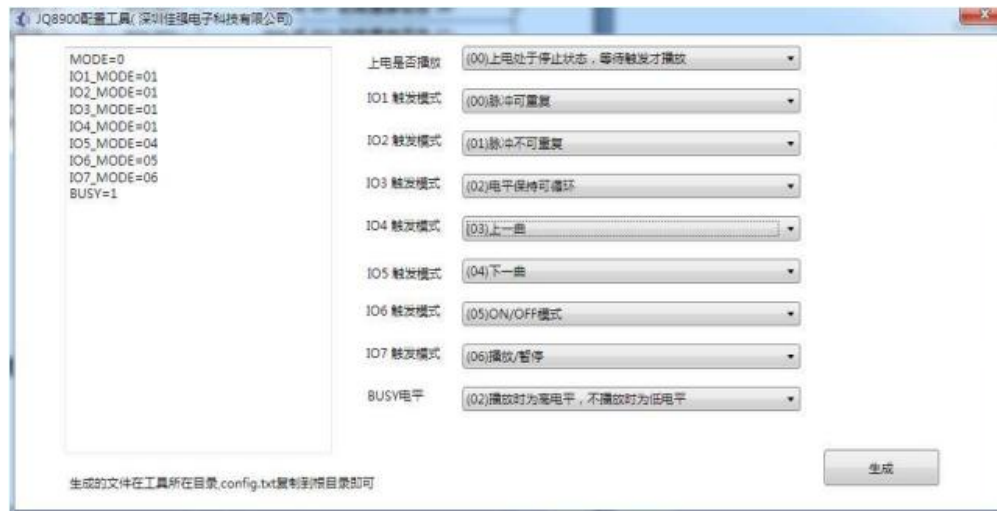 JQ8900配置工具( 深圳佳强电子科技有限公司)
MODE=0
IO1_MODE=01
IO2_MODE=01
IO3_MODE=01
IO4_MODE=01
IO5_MODE=04
IO6_MODE=05
IO7_MODE=06
BUSY=1
上电是否播放
(00)上电处于停止状态，等待触发才播放
IO1 触发模式
(00)脉冲可重复
IO2 触发模式
(01)脉冲不可重复
IO3 触发模式
(02)电平保持可循环
IO4 触发模式
(03)上一曲
IO5 触发模式
(04)下一曲
IO6 触发模式
(05)ON/OFF模式
IO7 触发模式
(06)播放/暂停
BUSY电平
(02)播放时为高电平，不播放时为低电平
生成
生成的文件在工具所在目录,config.txt复制到根目录即可